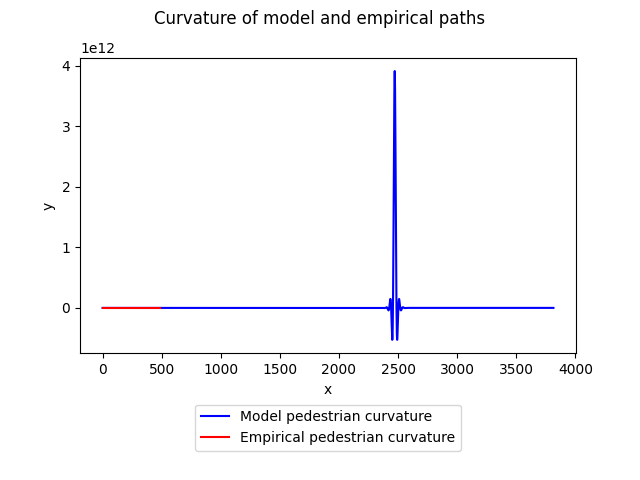 Curvature of model and empirical paths
1e12
4
3
2
1
0
y
0 500 1000 1500 2000 2500 3000 3500 4000
x
Model pedestrian curvature
Empirical pedestrian curvature